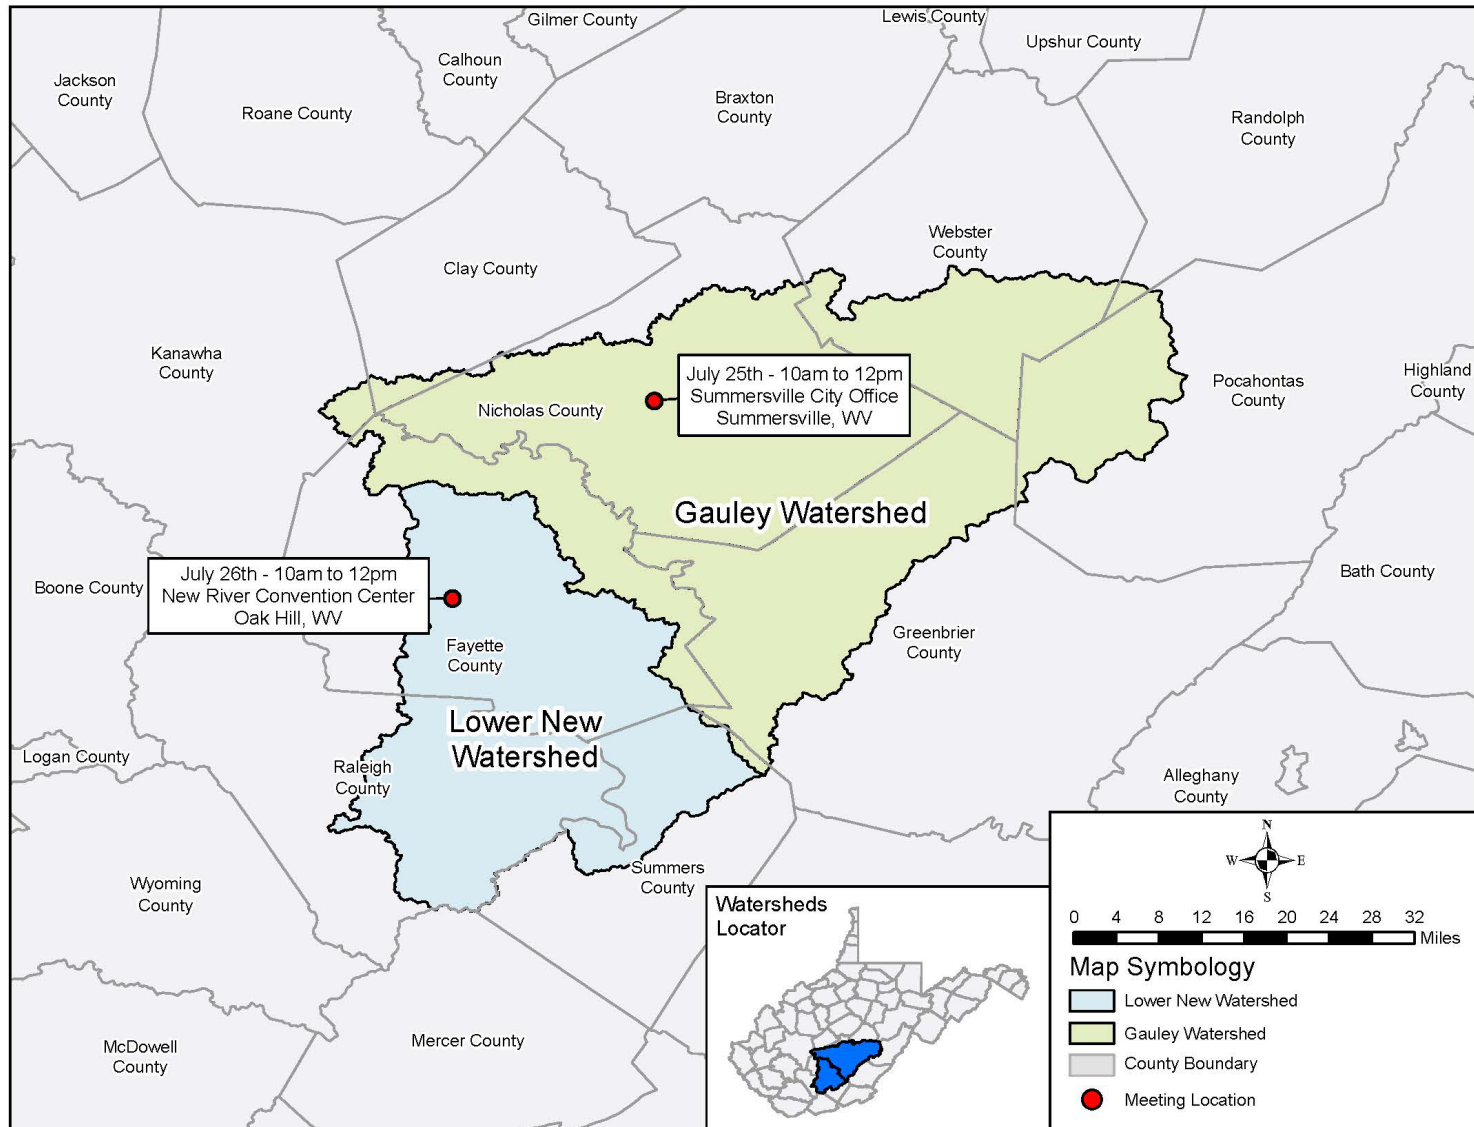 Gilmer County
Lewis County
Upshur County
Jackson
County
Calhoun
County
Roane County
Braxton
County
Randolph
County
Webster
County
Clay County
Kanawha
County
Pocahontas
County
Highland
County
July 25th - 10am to 12pm
Summersville City Office
Summersville, WV
Nicholas County
Gauley Watershed
July 26th - 10am to 12pm
New River Convention Center
Oak Hill, WV
Boone County
Bath County
Fayette
County
Greenbrier
County
Lower New
Watershed
Logan County
Raleigh
County
Alleghany
County
Summers
County
Wyoming
County
McDowell
County
Mercer County
Watersheds
Locator
N
W
E
S
0 4 8 12 16 20 24 28 32
Miles
Map Symbology
Lower New Watershed
Gauley Watershed
County Boundary
Meeting Location